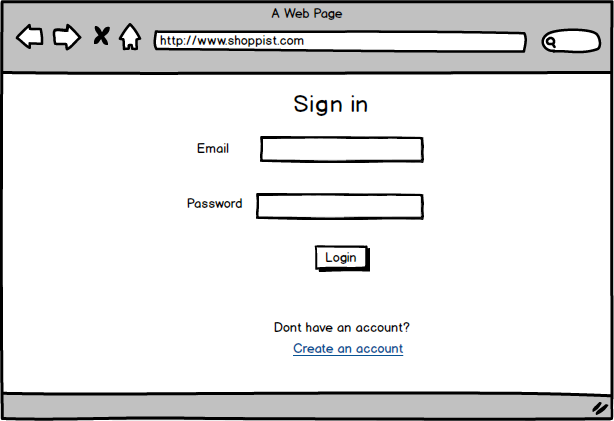 A Web Page
http://www.shoppist.com
Sign in
Email
Password
Login
Dont have an account?
Create an account